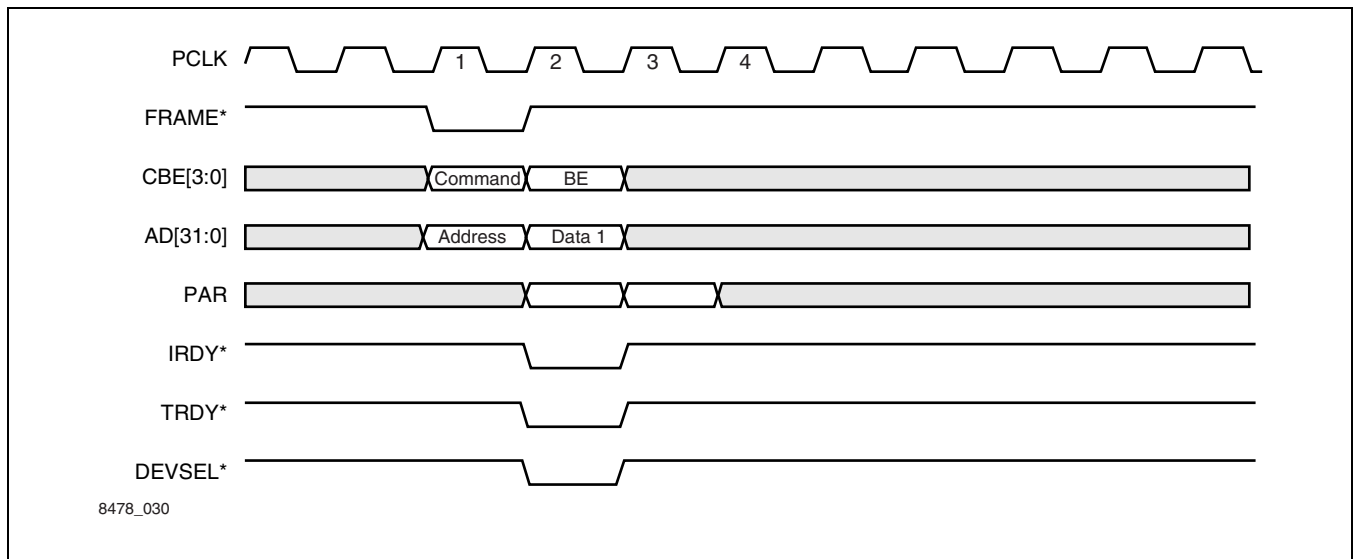 PCLK 1 2 3 4
FRAME*
CBE[3:0] Command BE
AD[31:0] Address Data 1
PAR
IRDY*
TRDY*
DEVSEL*
8478_030